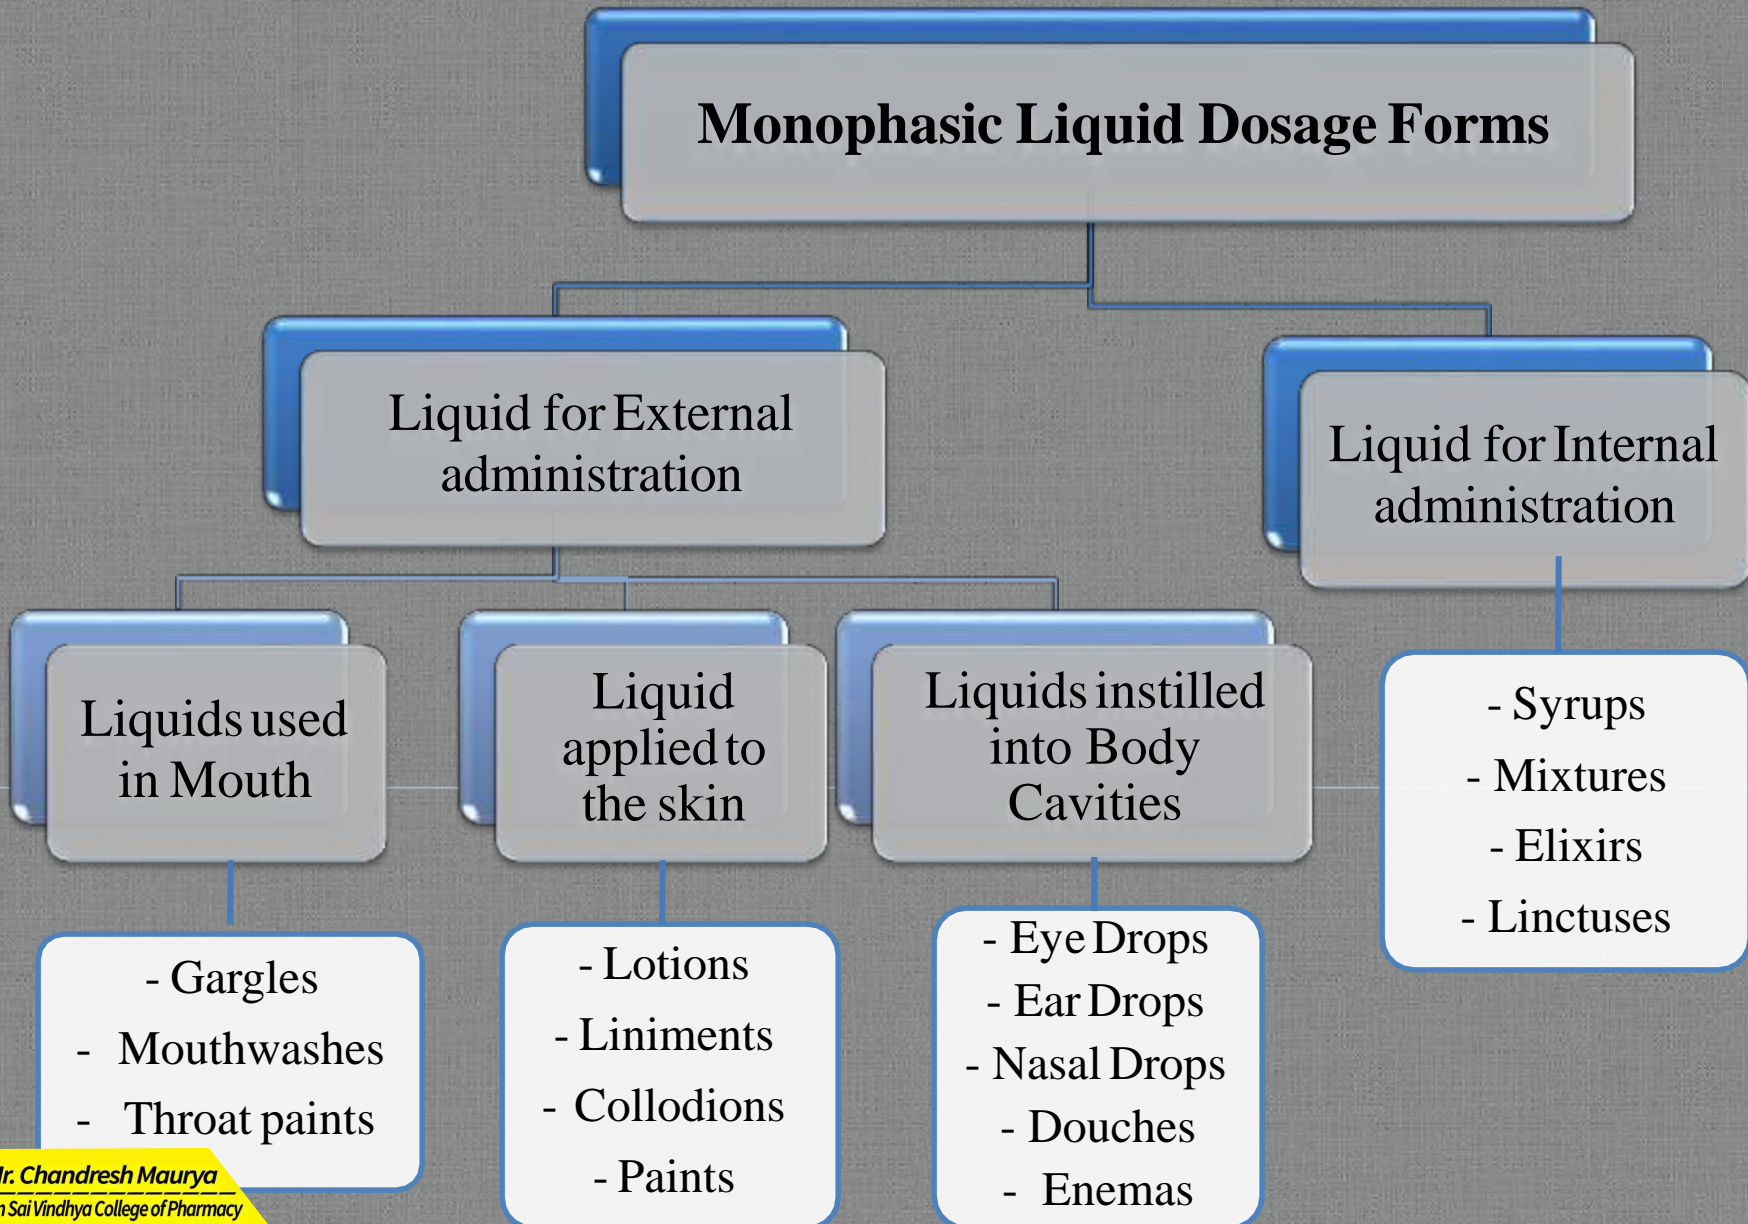 Monophasic Liquid Dosage Forms
Liquid for External
administration
Liquid for Internal
administration
Liquids used
in Mouth
Liquid
applied to
the skin
Liquids instilled
into Body
Cavities
- Syrups
- Mixtures
- Elixirs
- Linctuses
- Gargles
- Mouthwashes
- Throat paints
- Lotions
- Liniments
- Collodions
- Paints
- Eye Drops
- Ear Drops
- Nasal Drops
- Douches
- Enemas
Chandresh Maurya
Sai Vindhya College of Pharmacy